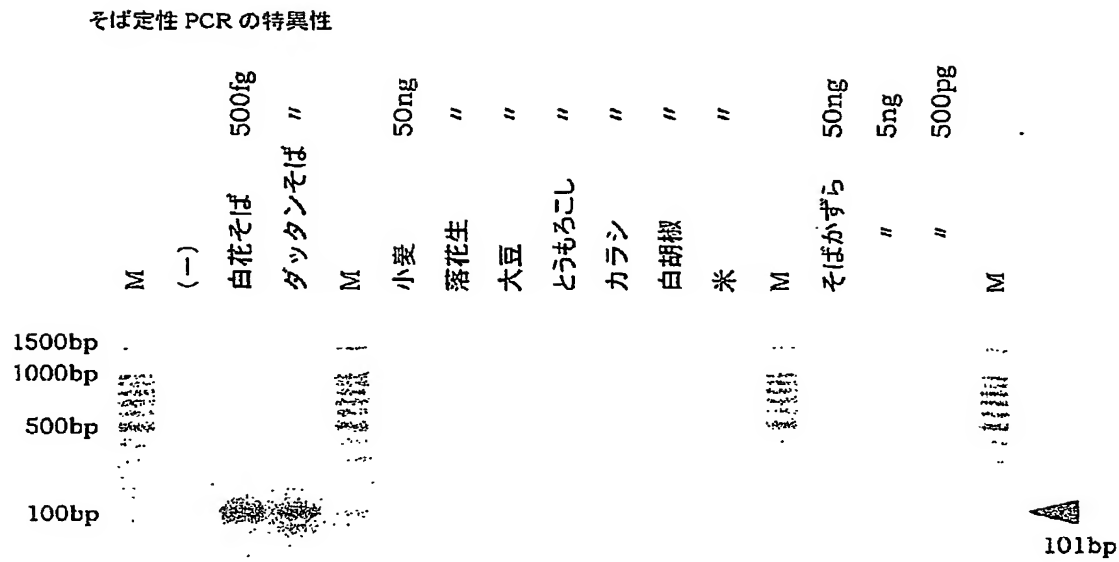 そば定性 PCR の特異性
M
(－)
白花そば 500fg
ダッタンそば 〃
M
小麦 50ng
落花生 〃
大豆 〃
とうもろこし 〃
カラシ 〃
白胡椒 〃
米 〃
M
そばかずら 50ng
〃 5ng
〃 500pg
M
1500bp
1000bp
500bp
100bp
101bp